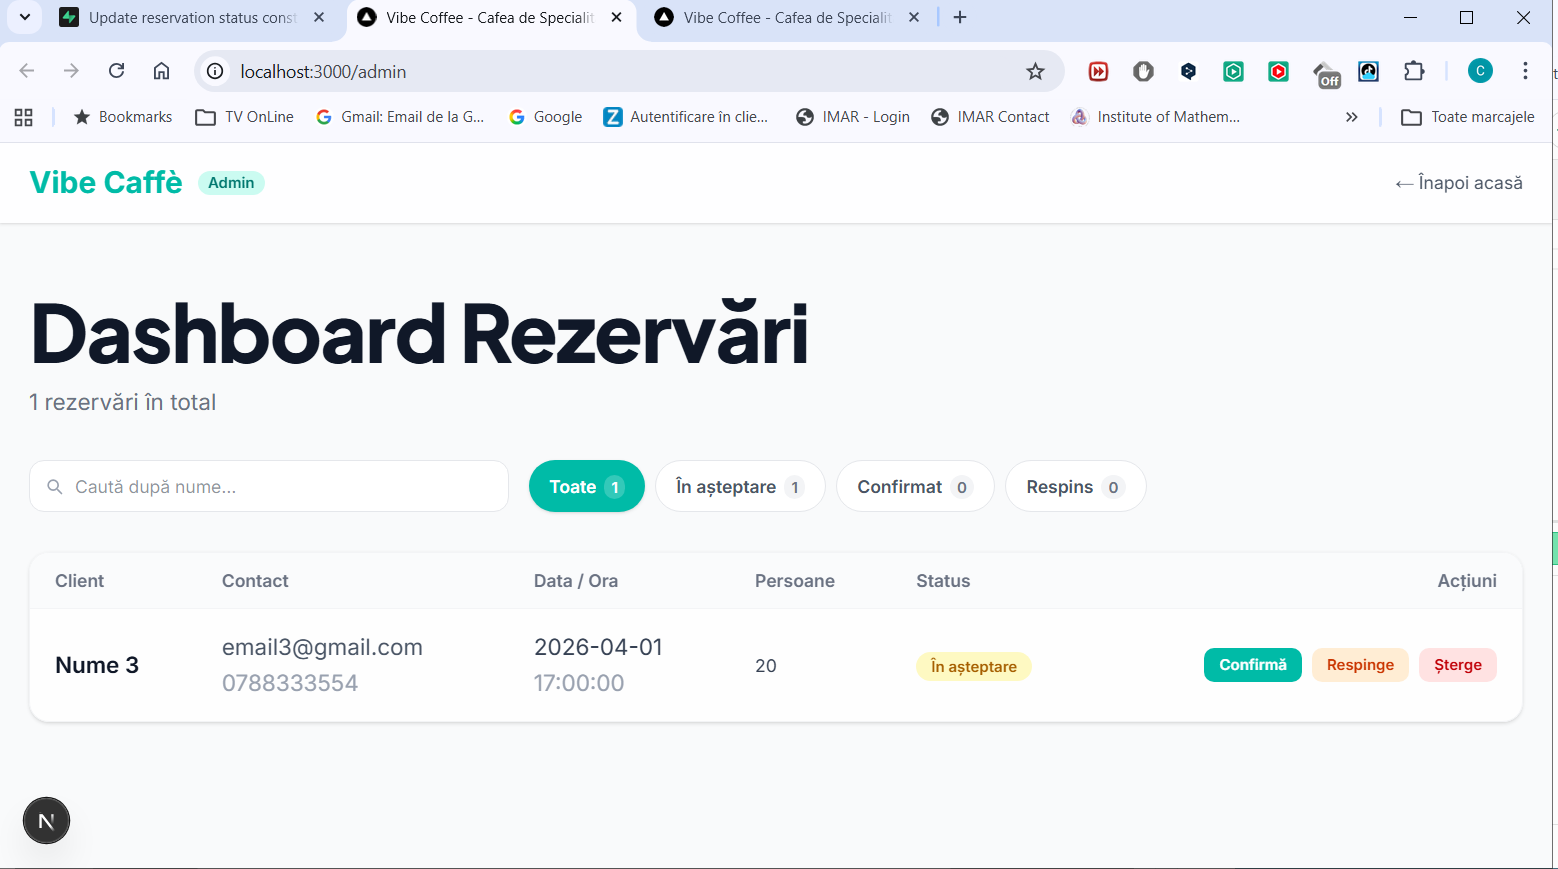 Update reservation status const
Vibe Coffee - Cafea de Specialit
Vibe Coffee - Cafea de Specialit
localhost:3000/admin
Off
C
Bookmarks
TV OnLine
Gmail: Email de la G...
Google
Autentificare în clie...
IMAR - Login
IMAR Contact
Institute of Mathem...
Toate marcajele
Vibe Caffè
Admin
← Înapoi acasă
Dashboard Rezervări
1 rezervări în total
Caută după nume...
Toate 1
În așteptare 1
Confirmat 0
Respins 0
Client
Contact
Data / Ora
Persoane
Status
Acțiuni
Nume 3
email3@gmail.com
0788333554
2026-04-01
17:00:00
20
În așteptare
Confirmă
Respinge
Șterge
N